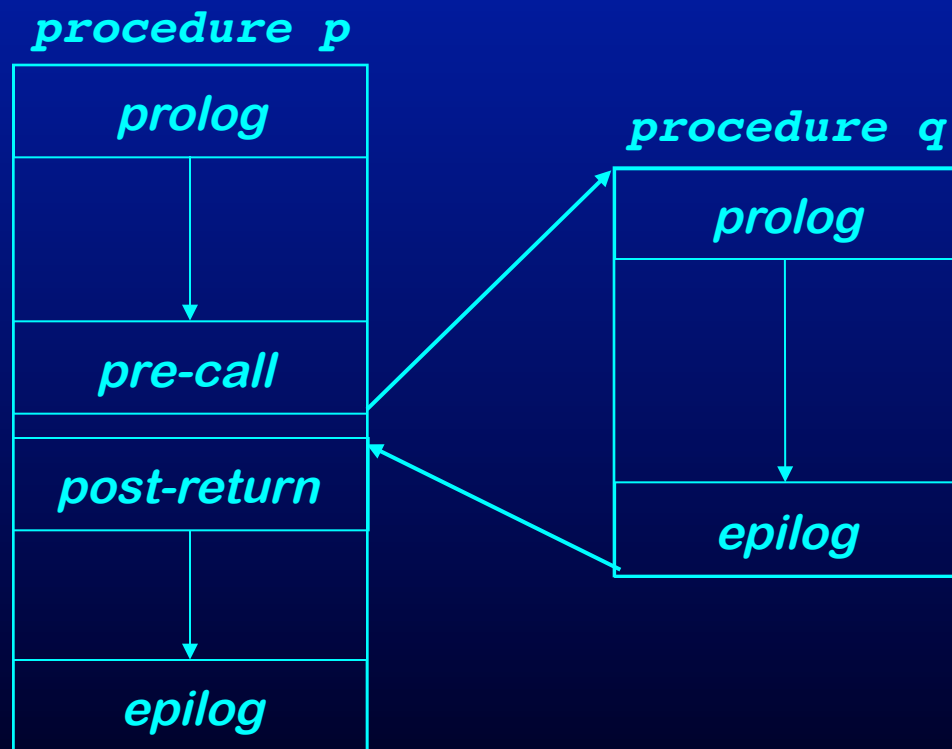 procedure p
prolog
pre-call
post-return
epilog
procedure q
prolog
epilog